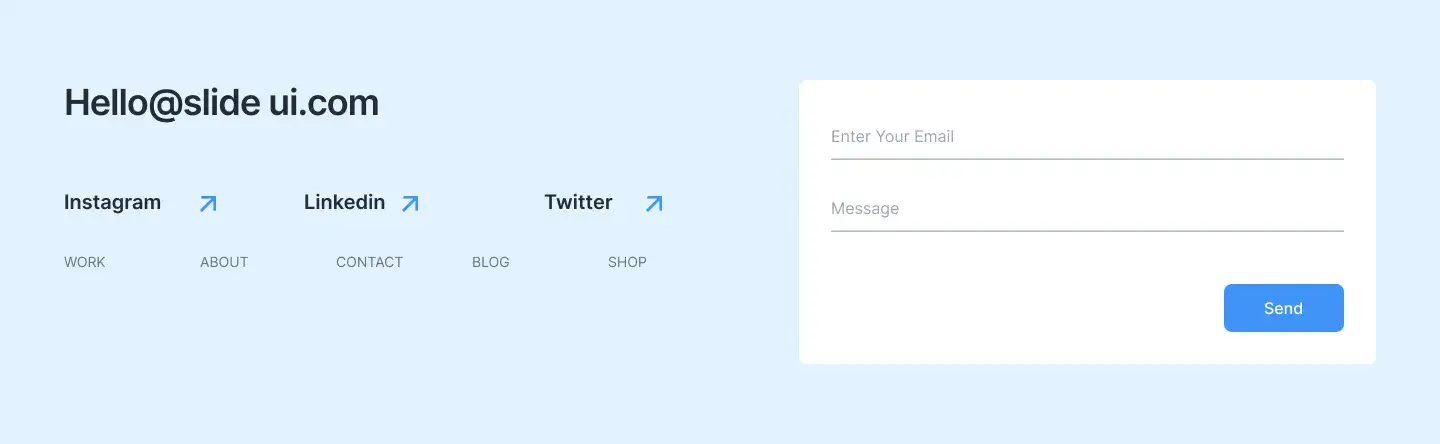 Hello@slide ui.com
Instagram Linkedin Twitter
WORK ABOUT CONTACT BLOG SHOP
Enter Your Email
Message
Send